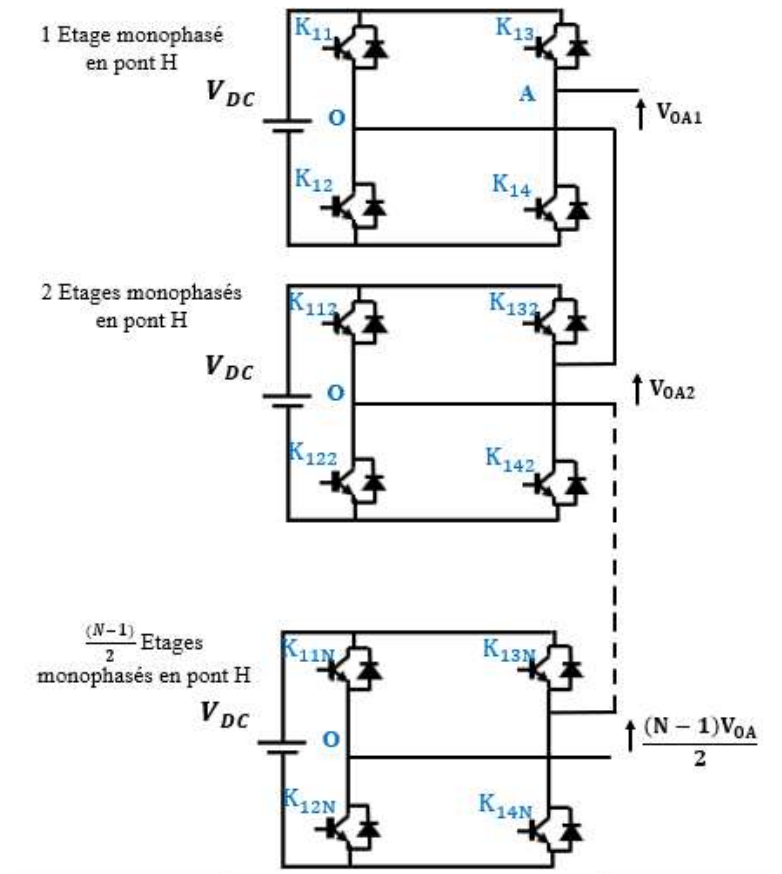 1 Etage monophasé
en pont H
K11
K13
VDC
O
A
VOA1
K12
K14
2 Etages monophasés
en pont H
K112
K132
VDC
O
VOA2
K122
K142
(N−1)/2 Etages
monophasés en pont H
K11N
K13N
VDC
O
(N − 1)VOA
2
K12N
K14N